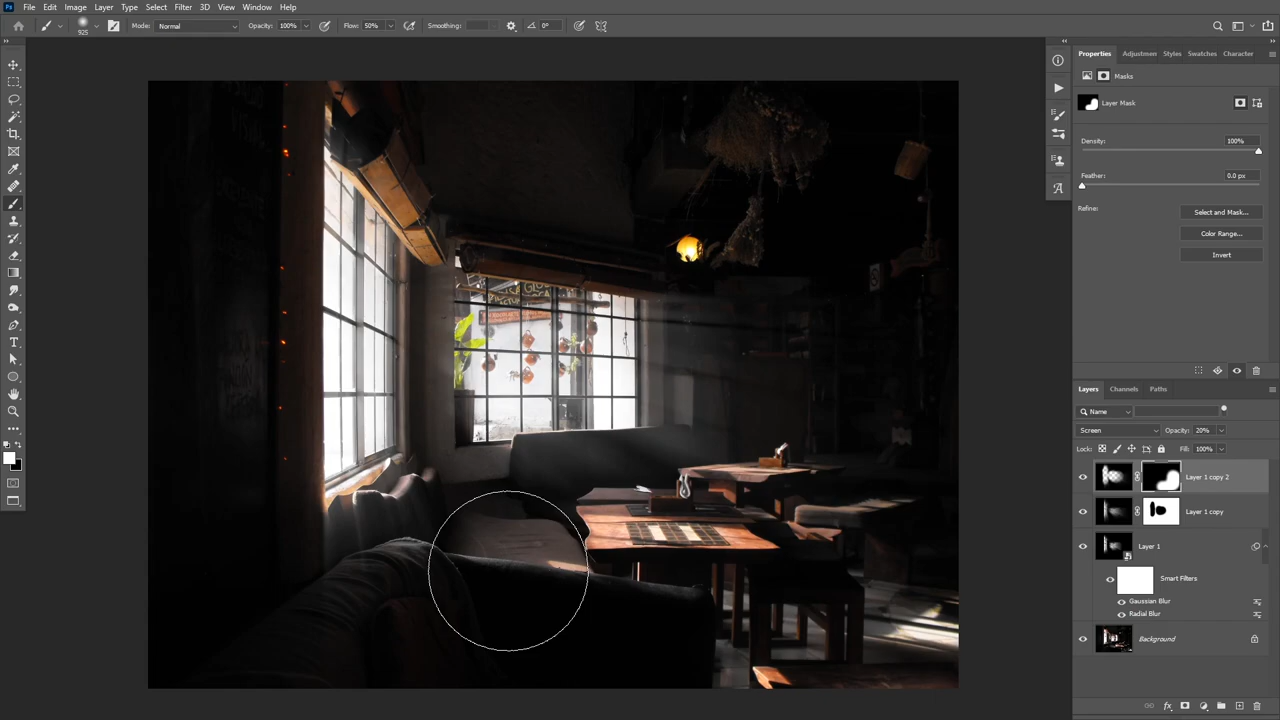 Ps File Edit Image Layer Type Select Filter 3D View Window Help
925 Mode: Normal Opacity: 100% Flow: 50% Smoothing: 0°
Properties Adjustmen Styles Swatches Character
Masks
Layer Mask
Density: 100%
Feather: 0.0 px
Refine:
Select and Mask...
Color Range...
Invert
Layers Channels Paths
Name
Screen Opacity: 20%
Lock: Fill: 100%
Layer 1 copy 2
Layer 1 copy
Layer 1
Smart Filters
Gaussian Blur
Radial Blur
Background